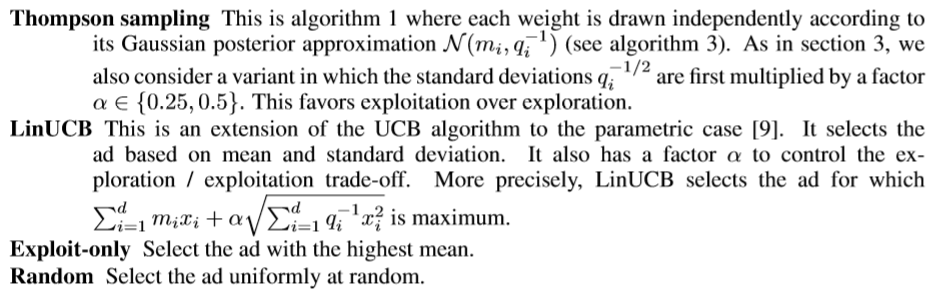 Thompson sampling This is algorithm 1 where each weight is drawn independently according to
its Gaussian posterior approximation $\mathcal{N}(m_i, q_i^{-1})$ (see algorithm 3). As in section 3, we
also consider a variant in which the standard deviations $q_i^{-1/2}$ are first multiplied by a factor
$\alpha \in \{0.25, 0.5\}$. This favors exploitation over exploration.
LinUCB This is an extension of the UCB algorithm to the parametric case [9]. It selects the
ad based on mean and standard deviation. It also has a factor $\alpha$ to control the ex-
ploration / exploitation trade-off. More precisely, LinUCB selects the ad for which
$\sum_{i=1}^{d} m_i x_i + \alpha \sqrt{\sum_{i=1}^{d} q_i^{-1} x_i^2}$ is maximum.
Exploit-only Select the ad with the highest mean.
Random Select the ad uniformly at random.